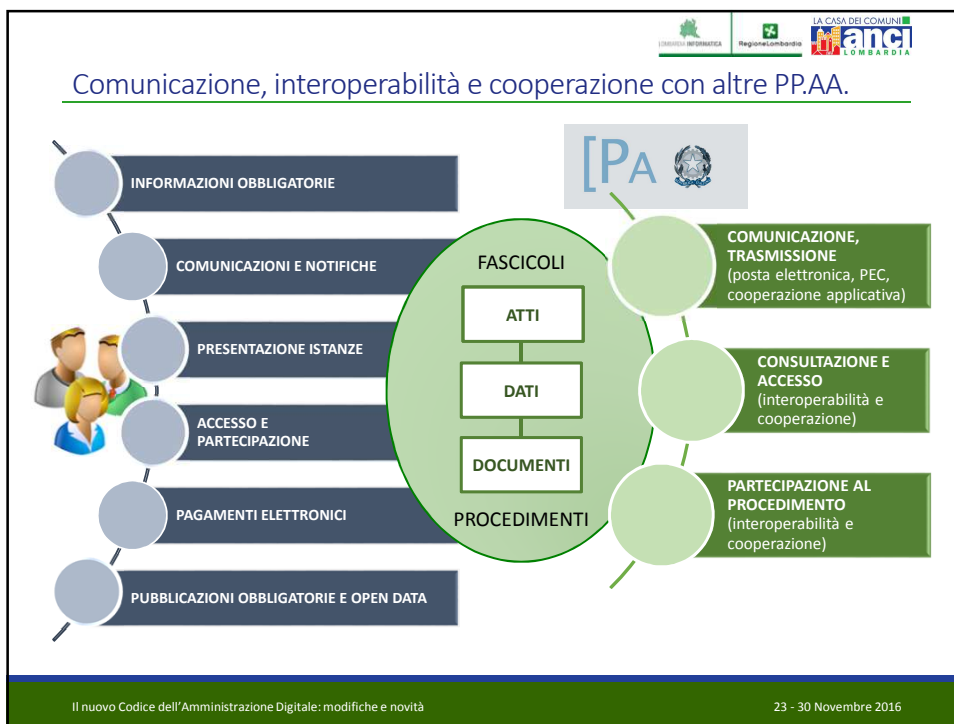 LOMBARDIA INFORMATICA
RegioneLombardia
LA CASA DEI COMUNI
anci
LOMBARDIA
Comunicazione, interoperabilità e cooperazione con altre PP.AA.
INFORMAZIONI OBBLIGATORIE
COMUNICAZIONI E NOTIFICHE
PRESENTAZIONE ISTANZE
ACCESSO E
PARTECIPAZIONE
PAGAMENTI ELETTRONICI
PUBBLICAZIONI OBBLIGATORIE E OPEN DATA
FASCICOLI
ATTI
DATI
DOCUMENTI
PROCEDIMENTI
[PA
COMUNICAZIONE,
TRASMISSIONE
(posta elettronica, PEC,
cooperazione applicativa)
CONSULTAZIONE E
ACCESSO
(interoperabilità e
cooperazione)
PARTECIPAZIONE AL
PROCEDIMENTO
(interoperabilità e
cooperazione)
Il nuovo Codice dell'Amministrazione Digitale: modifiche e novità
23 - 30 Novembre 2016